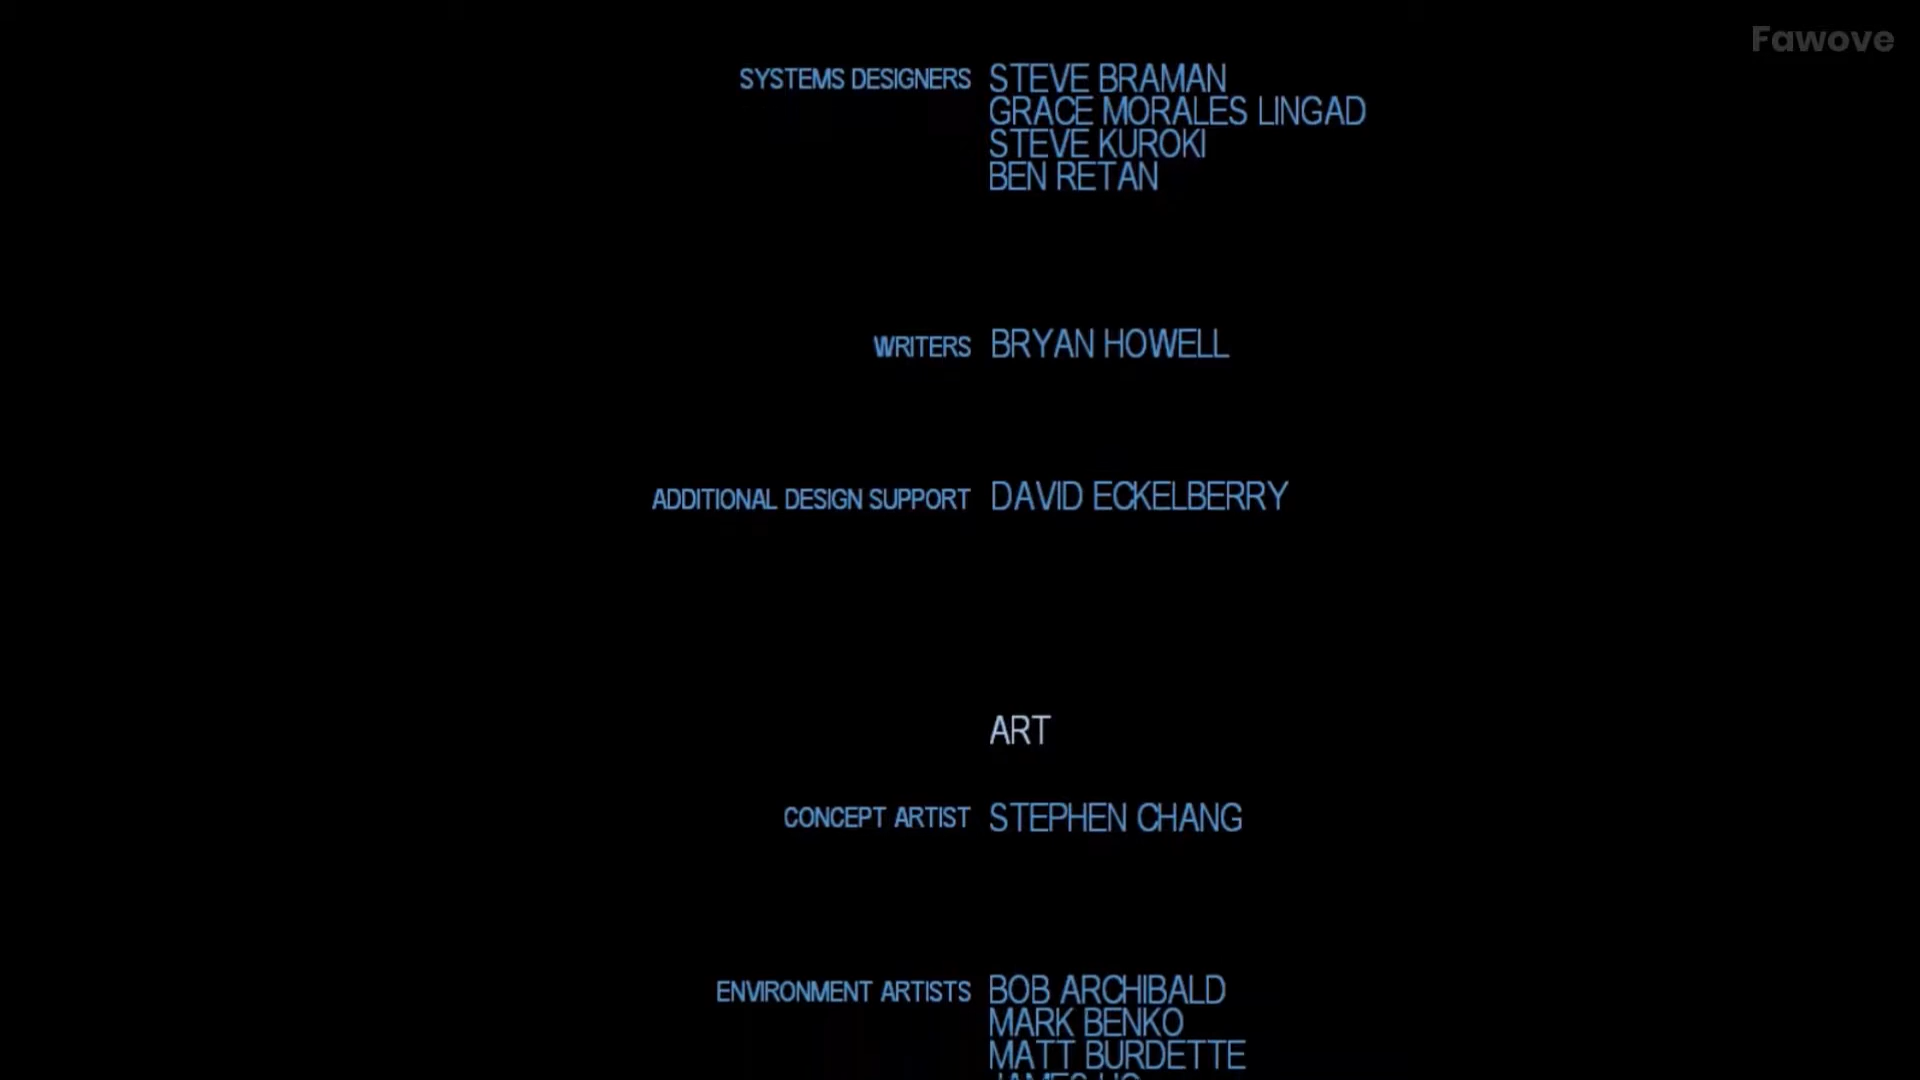 Fawove
SYSTEMS DESIGNERS STEVE BRAMAN
GRACE MORALES LINGAD
STEVE KUROKI
BEN RETAN
WRITERS BRYAN HOWELL
ADDITIONAL DESIGN SUPPORT DAVID ECKELBERRY
ART
CONCEPT ARTIST STEPHEN CHANG
ENVIRONMENT ARTISTS BOB ARCHIBALD
MARK BENKO
MATT BURDETTE